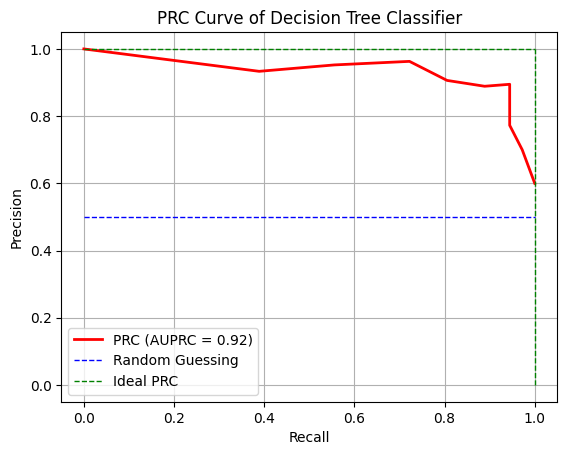 PRC Curve of Decision Tree Classifier
Precision
1.0
0.8
0.6
0.4
0.2
0.0
PRC (AUPRC = 0.92)
Random Guessing
Ideal PRC
0.0 0.2 0.4 0.6 0.8 1.0
Recall